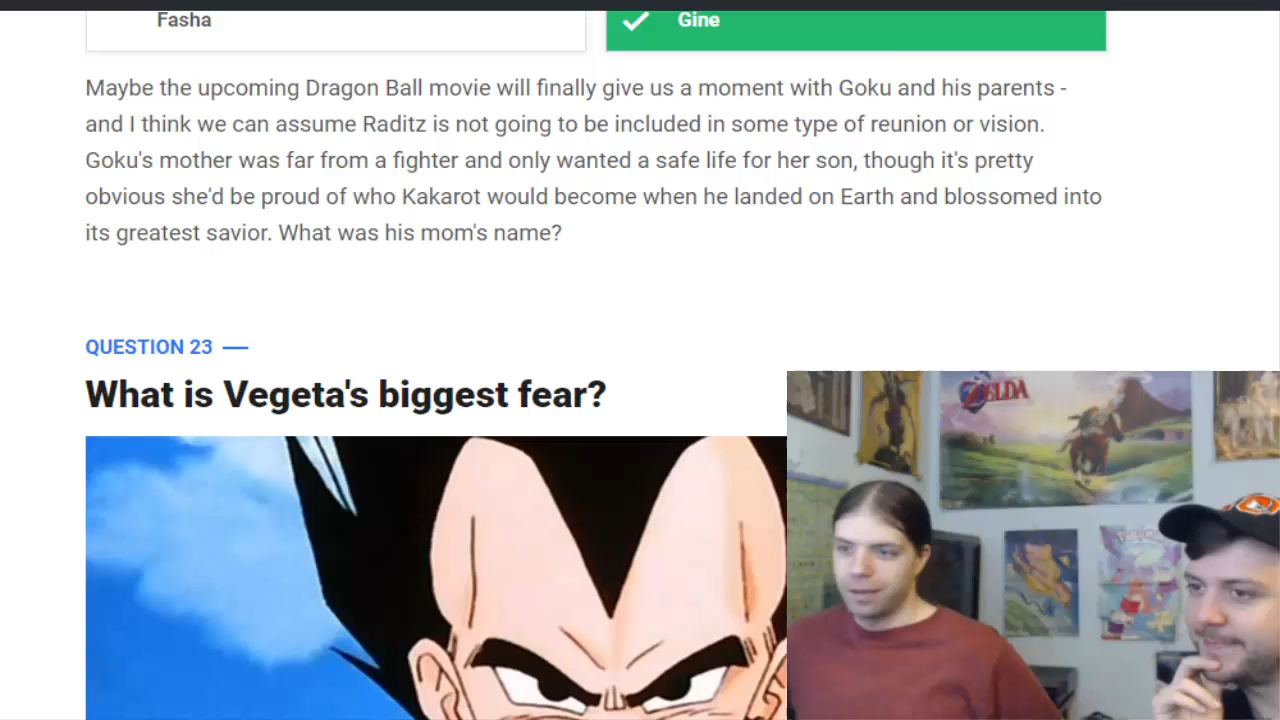 Fasha
Gine
Maybe the upcoming Dragon Ball movie will finally give us a moment with Goku and his parents -
and I think we can assume Raditz is not going to be included in some type of reunion or vision.
Goku's mother was far from a fighter and only wanted a safe life for her son, though it's pretty
obvious she'd be proud of who Kakarot would become when he landed on Earth and blossomed into
its greatest savior. What was his mom's name?
QUESTION 23
What is Vegeta's biggest fear?
ZELDA